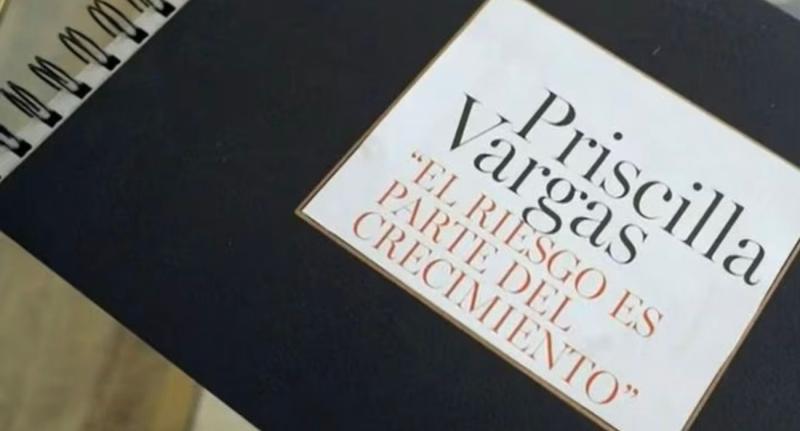 Priscilla
Vargas
“EL RIESGO ES
PARTE DEL
CRECIMIENTO”